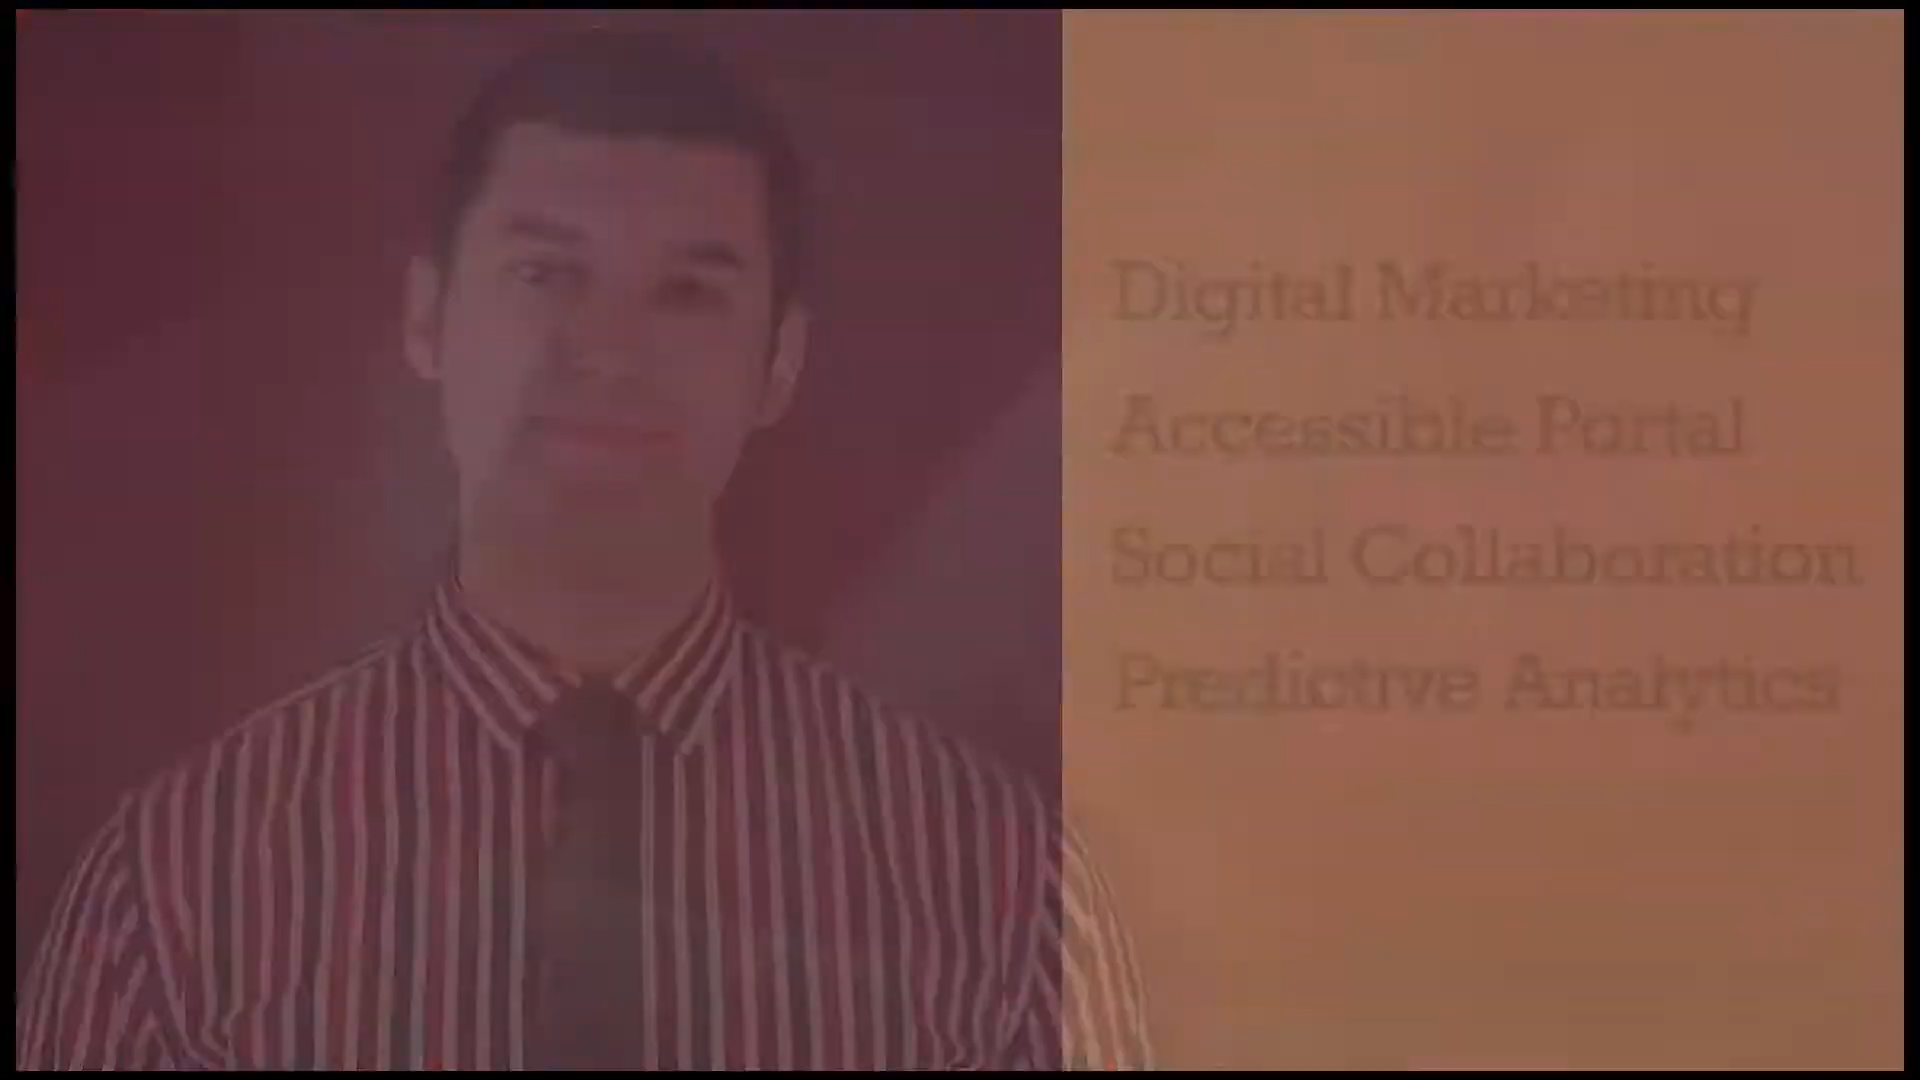 Digital Marketing
Accessible Portal
Social Collaboration
Predictive Analytics